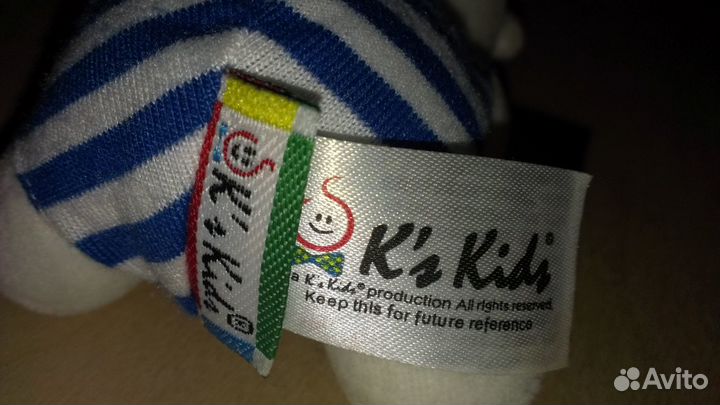 K's Kids®
K's Kids
a K's Kids® production All rights reserved.
Keep this for future reference
Avito